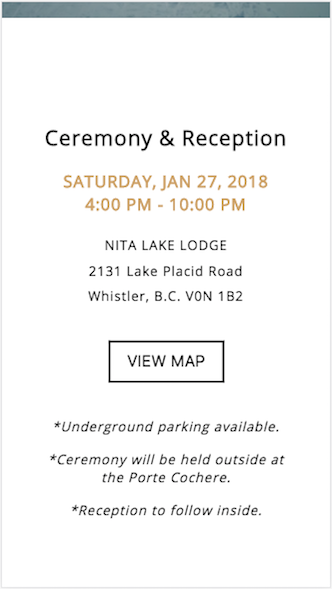 Ceremony & Reception
SATURDAY, JAN 27, 2018
4:00 PM - 10:00 PM
NITA LAKE LODGE
2131 Lake Placid Road
Whistler, B.C. V0N 1B2
VIEW MAP
*Underground parking available.
*Ceremony will be held outside at
the Porte Cochere.
*Reception to follow inside.